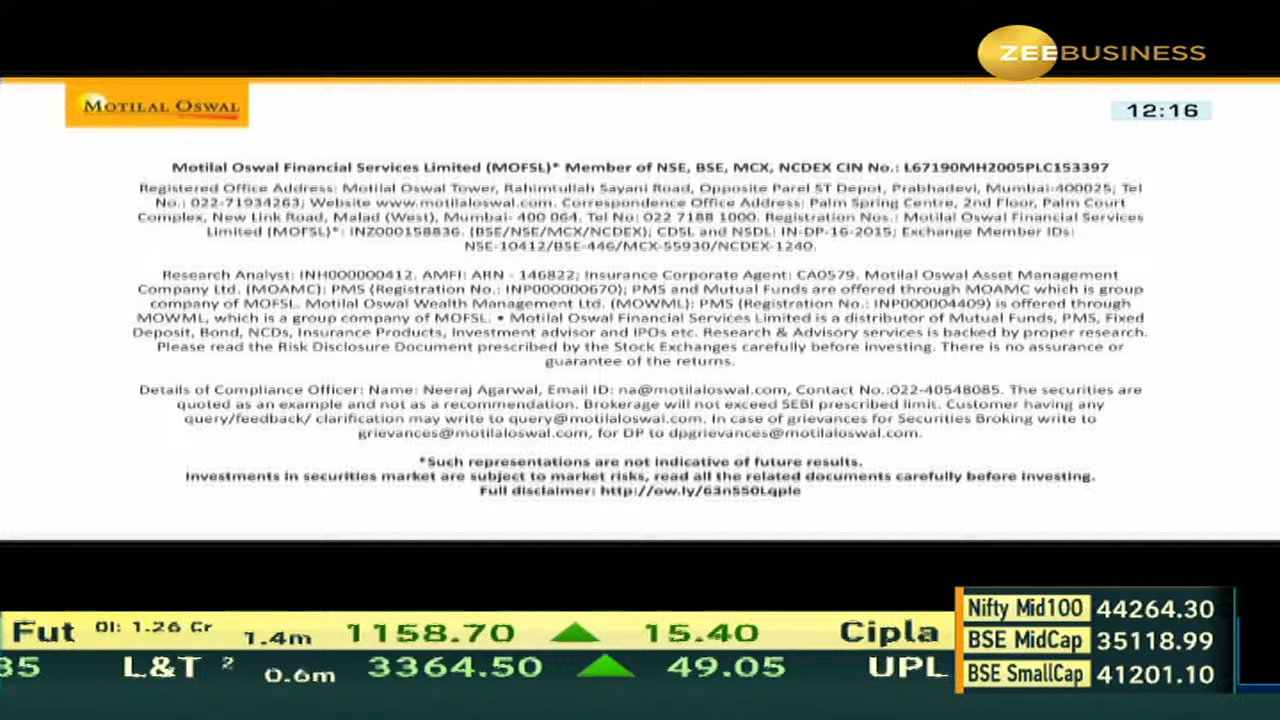 ZEEBUSINESS
MOTILAL OSWAL
12:16
Motilal Oswal Financial Services Limited (MOFSL)* Member of NSE, BSE, MCX, NCDEX CIN No.: L67190MH2005PLC153397
Registered Office Address: Motilal Oswal Tower, Rahimtullah Sayani Road, Opposite Parel ST Depot, Prabhadevi, Mumbai-400025; Tel
No.: 022-71934263; Website www.motilaloswal.com. Correspondence Office Address: Palm Spring Centre, 2nd Floor, Palm Court
Complex, New Link Road, Malad (West), Mumbai- 400 064. Tel No: 022 7188 1000. Registration Nos.: Motilal Oswal Financial Services
Limited (MOFSL)*: INZ000158836. (BSE/NSE/MCX/NCDEX); CDSL and NSDL: IN-DP-16-2015; Exchange Member IDs:
NSE-10412/BSE-446/MCX-55930/NCDEX-1240.
Research Analyst: INH000000412. AMFI: ARN - 146822; Insurance Corporate Agent: CA0579. Motilal Oswal Asset Management
Company Ltd. (MOAMC): PMS (Registration No.: INP000000670); PMS and Mutual Funds are offered through MOAMC which is group
company of MOFSL. Motilal Oswal Wealth Management Ltd. (MOWML): PMS (Registration No.: INP000004409) is offered through
MOWML, which is a group company of MOFSL. • Motilal Oswal Financial Services Limited is a distributor of Mutual Funds, PMS, Fixed
Deposit, Bond, NCDs, Insurance Products, Investment advisor and IPOs etc. Research & Advisory services is backed by proper research.
Please read the Risk Disclosure Document prescribed by the Stock Exchanges carefully before investing. There is no assurance or
guarantee of the returns.
Details of Compliance Officer: Name: Neeraj Agarwal, Email ID: na@motilaloswal.com, Contact No.:022-40548085. The securities are
quoted as an example and not as a recommendation. Brokerage will not exceed SEBI prescribed limit. Customer having any
query/feedback/ clarification may write to query@motilaloswal.com. In case of grievances for Securities Broking write to
grievances@motilaloswal.com, for DP to dpgrievances@motilaloswal.com.
*Such representations are not indicative of future results.
Investments in securities market are subject to market risks, read all the related documents carefully before investing.
Full disclaimer: http://ow.ly/63n550Lqple
Fut OI: 1.26 Cr 1.4m 1158.70 15.40 Cipla
35 L&T 2 0.6m 3364.50 49.05 UPL
Nifty Mid100 44264.30
BSE MidCap 35118.99
BSE SmallCap 41201.10